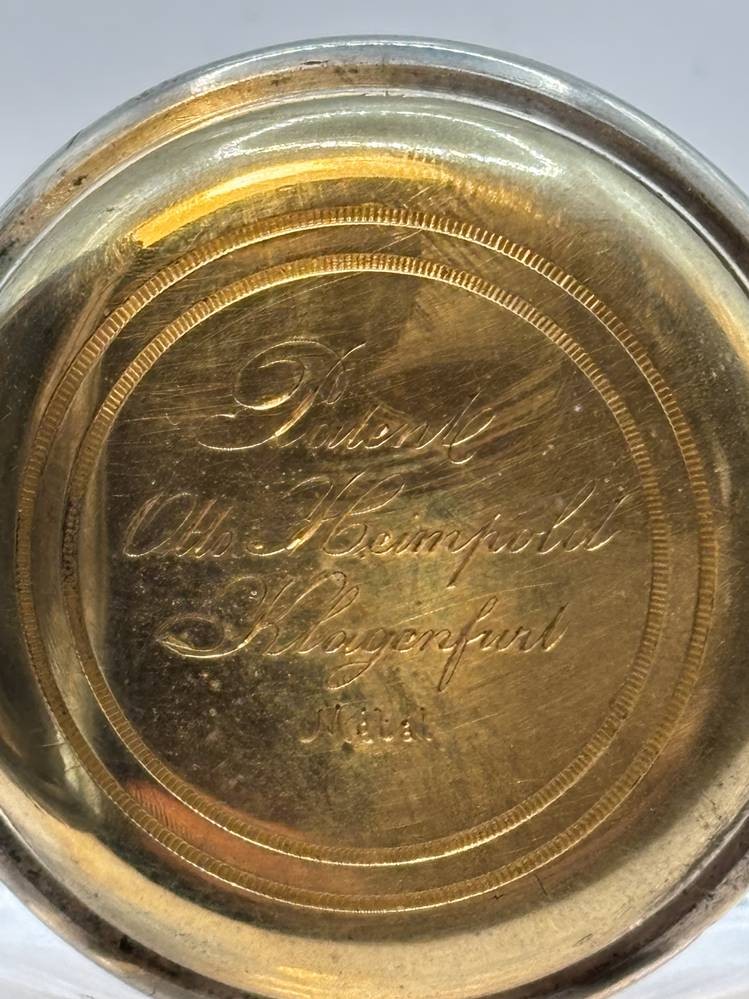 Patent
Otto Heimpold
Klagenfurt
Métal